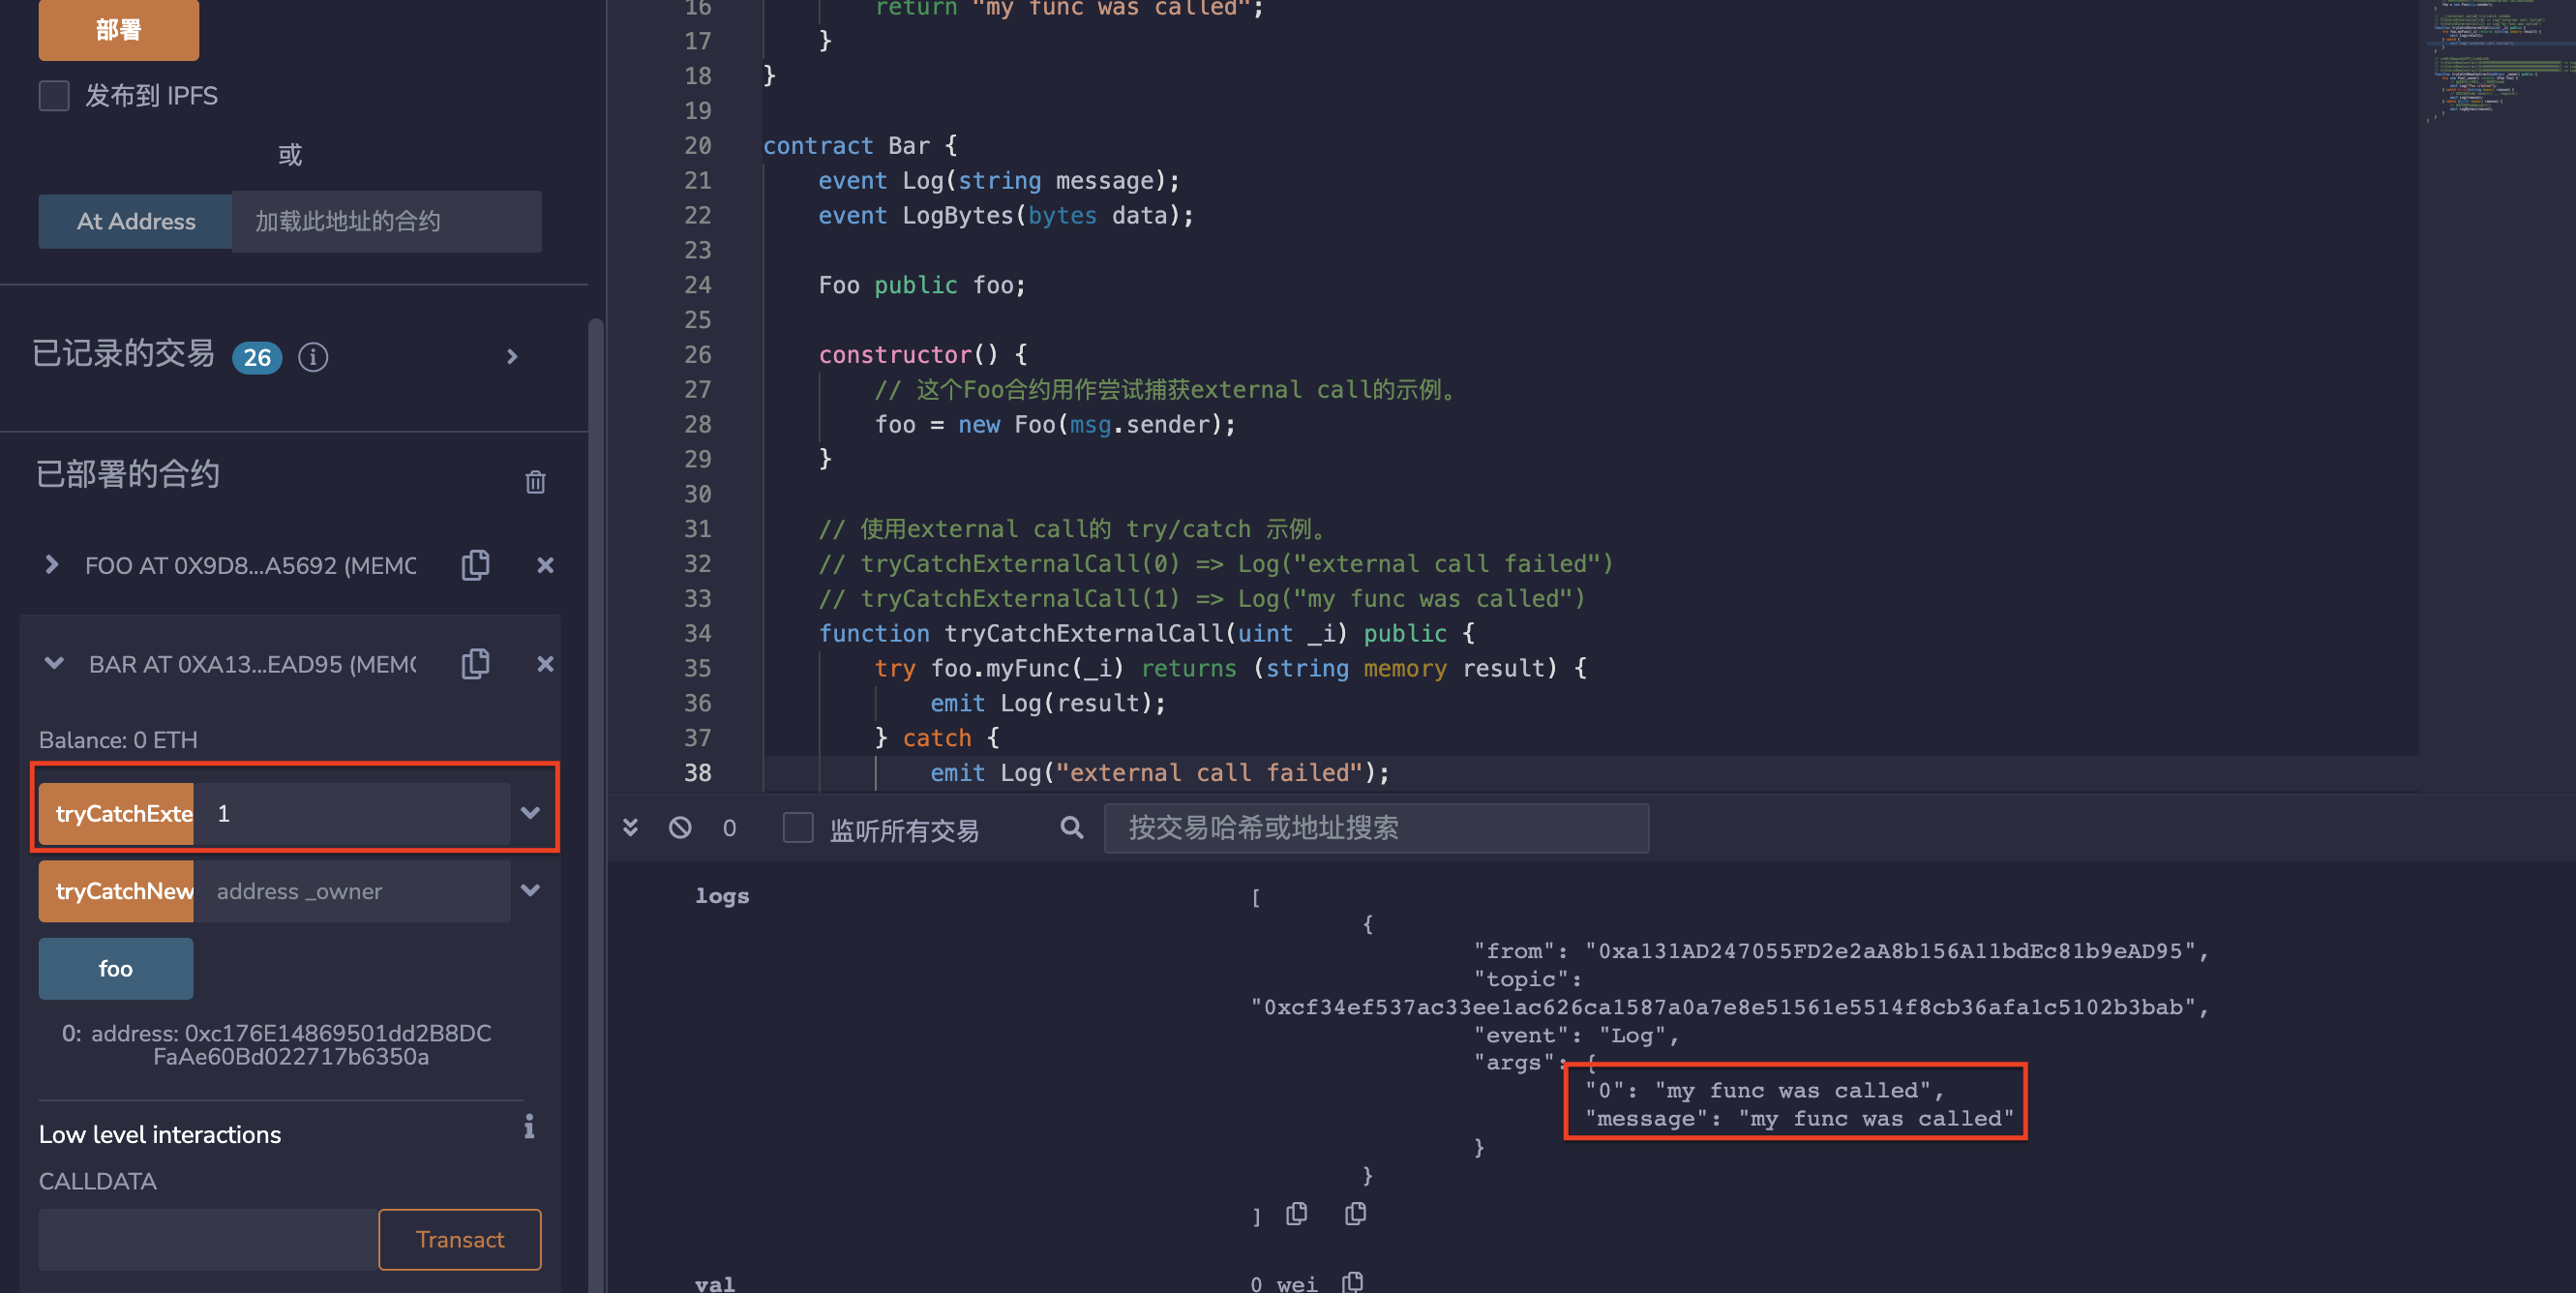 部署
发布到 IPFS
或
At Address 加载此地址的合约
已记录的交易 26
已部署的合约
FOO AT 0X9D8...A5692 (MEMC
BAR AT 0XA13...EAD95 (MEM
Balance: 0 ETH
tryCatchExte 1
tryCatchNew address _owner
foo
0: address: 0xc176E14869501dd2B8DC
FaAe60Bd022717b6350a
Low level interactions
CALLDATA
Transact
16 return "my func was called";
17 }
18 }
19
20 contract Bar {
21 event Log(string message);
22 event LogBytes(bytes data);
23
24 Foo public foo;
25
26 constructor() {
27 // 这个Foo合约用作尝试捕获external call的示例。
28 foo = new Foo(msg.sender);
29 }
30
31 // 使用external call的 try/catch 示例。
32 // tryCatchExternalCall(0) => Log("external call failed")
33 // tryCatchExternalCall(1) => Log("my func was called")
34 function tryCatchExternalCall(uint _i) public {
35 try foo.myFunc(_i) returns (string memory result) {
36 emit Log(result);
37 } catch {
38 emit Log("external call failed");
0 监听所有交易 按交易哈希或地址搜索
logs [
{
"from": "0xa131AD247055FD2e2aA8b156A11bdEc81b9eAD95",
"topic":
"0xcf34ef537ac33ee1ac626ca1587a0a7e8e51561e5514f8cb36afa1c5102b3bab",
"event": "Log",
"args": {
"0": "my func was called",
"message": "my func was called"
}
}
]
val 0 wei